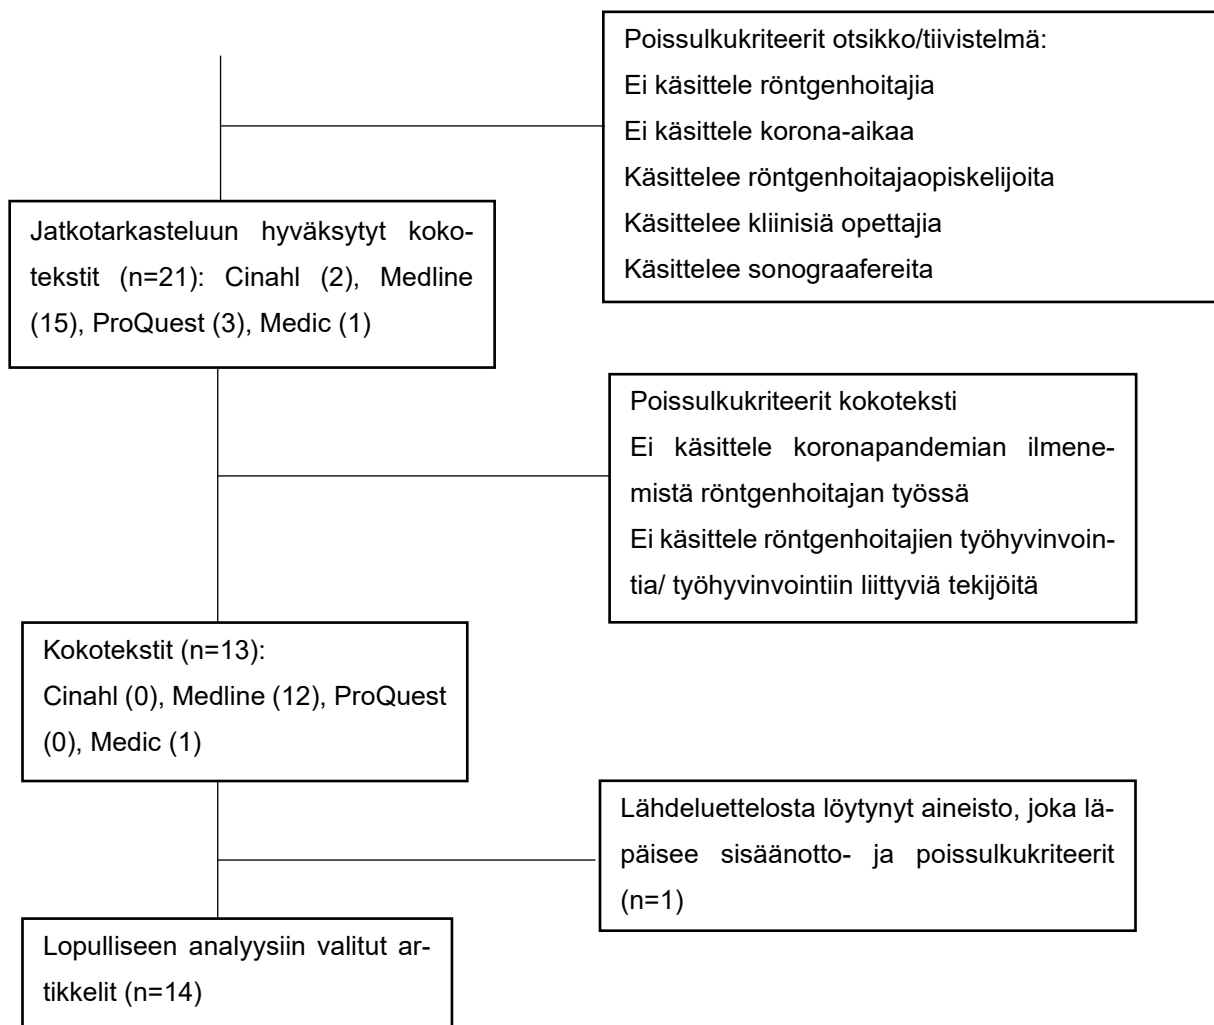 Poissulkukriteerit otsikko/tiivistelmä:
Ei käsittele röntgenhoitajia
Ei käsittele korona-aikaa
Käsittelee röntgenhoitajaopiskelijoita
Käsittelee kliinisiä opettajia
Käsittelee sonograafereita
Jatkotarkasteluun hyväksytyt koko-
tekstit (n=21): Cinahl (2), Medline
(15), ProQuest (3), Medic (1)
Poissulkukriteerit kokoteksti
Ei käsittele koronapandemian ilmene-
mistä röntgenhoitajan työssä
Ei käsittele röntgenhoitajien työhyvinvoin-
tia/ työhyvinvointiin liittyviä tekijöitä
Kokotekstit (n=13):
Cinahl (0), Medline (12), ProQuest
(0), Medic (1)
Lähdeluettelosta löytynyt aineisto, joka lä-
päisee sisäänotto- ja poissulkukriteerit
(n=1)
Lopulliseen analyysiin valitut ar-
tikkelit (n=14)